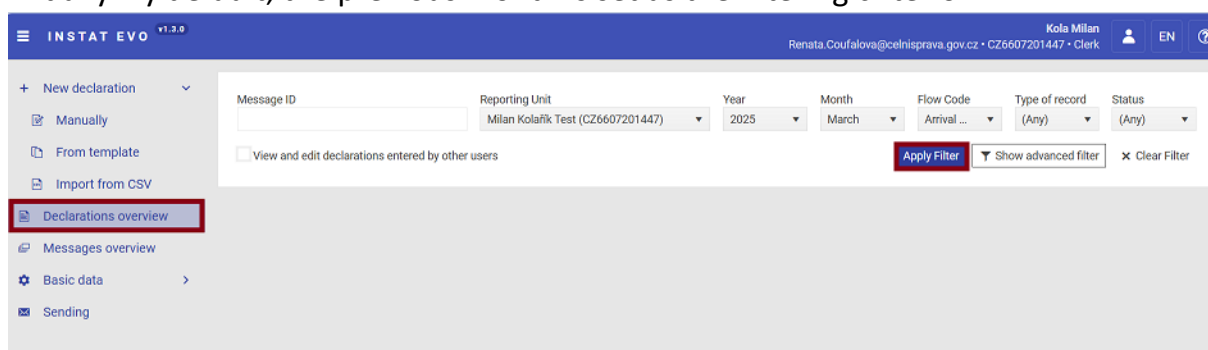 INSTAT EVO v1.3.0
Kola Milan
Renata.Coufalova@celnisprava.gov.cz • CZ6607201447 • Clerk
EN
New declaration
Manually
From template
Import from CSV
Declarations overview
Messages overview
Basic data
Sending
Message ID
Reporting Unit
Milan Kolařík Test (CZ6607201447)
Year
2025
Month
March
Flow Code
Arrival ...
Type of record
(Any)
Status
(Any)
View and edit declarations entered by other users
Apply Filter
Show advanced filter
Clear Filter